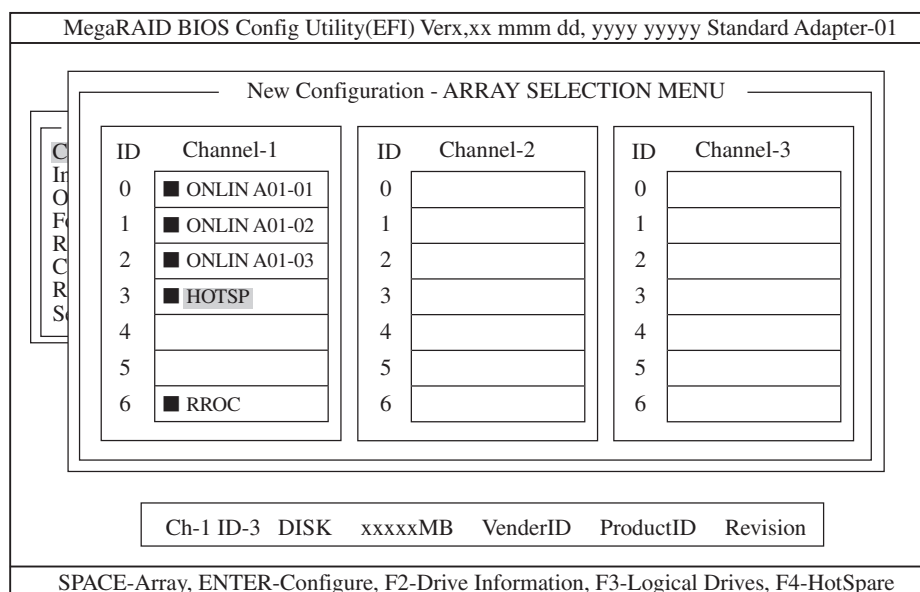 MegaRAID BIOS Config Utility(EFI) Verx,xx mmm dd, yyyy yyyyy Standard Adapter-01
New Configuration - ARRAY SELECTION MENU
C
In
O
Fo
R
C
R
Se
ID Channel-1
0 ONLIN A01-01
1 ONLIN A01-02
2 ONLIN A01-03
3 HOTSP
4
5
6 RROC
ID Channel-2
0
1
2
3
4
5
6
ID Channel-3
0
1
2
3
4
5
6
Ch-1 ID-3 DISK xxxxxMB VenderID ProductID Revision
SPACE-Array, ENTER-Configure, F2-Drive Information, F3-Logical Drives, F4-HotSpare